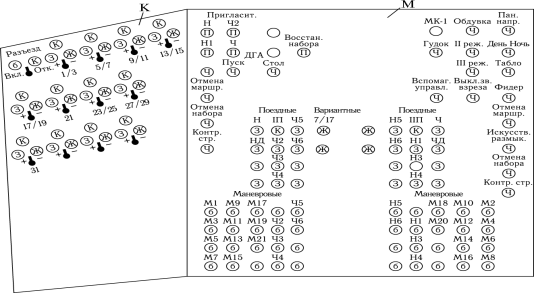 К
М
Разъезд
К К К К
б З Ж З Ж З Ж З Ж
Вкл. Отк. + − + − + − + −
1/3 5/7 9/11 13/15
К К К К
З Ж З Ж З Ж З Ж
+ − + − + − + −
17/19 21 23/25 27/29
К К К К
З Ж З Ж З Ж З Ж
+ − + − + − + −
31
Пригласит.
Н Ч2
П П
Н1 Ч ДГА Восстан. набора
П П П
Пуск Стол
Ч Ч Ч
Отмена маршр.
Ч
Отмена набора
Ч
Контр. стр.
Ч
МК-1 Обдувка Пан. напр.
Ч Ч
Гудок II реж. День Ночь
Ч Ч Ч
III реж. Табло
Ч Ч
Вспомаг. управл. Выкл.зв. взреза Фидер
Ч Ч Ч
Отмена маршр.
Ч
Искусств. размык.
Ч
Отмена набора
Ч
Контр. стр.
Ч
Поездные
Н IП Ч5
З К З
НД Ч2 Ч6
З З З
Ч3
З З З
Ч4
З З З
Вариантные
7/17
Ж Ж
Ж Ж
Поездные
Н5 IIП Ч
З К З
Н6 Н1 ЧД
З З З
Н3
З З
Н4
З З З
Маневровые
М1 М9 М17 Ч5
б б б б б
М3 М11 М19 Ч2 Ч6
б б б б б
М5 М13 М21 Ч3
б б б б б
М7 М15 Ч4
б б б б б
Маневровые
Н5 М18 М10 М2
б б б б б
Н6 Н1 М20 М12 М4
б б б б б
Н3 М14 М6
б б б б б
Н4 М16 М8
б б б б б